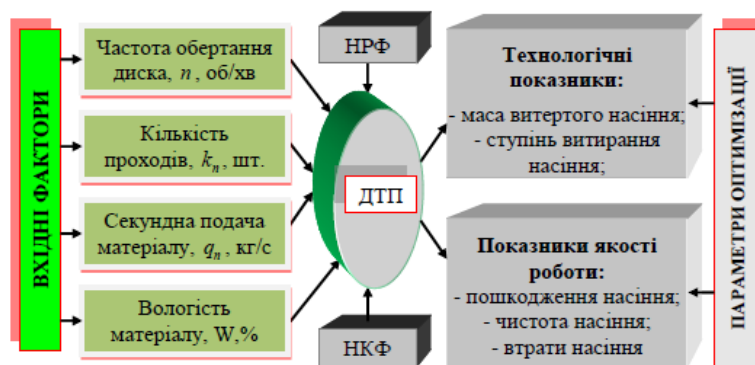 ВХІДНІ ФАКТОРИ
Частота обертання
диска, n, об/хв
Кількість
проходів, kп, шт.
Секундна подача
матеріалу, qп, кг/с
Вологість
матеріалу, W,%
НРФ
ДТП
НКФ
Технологічні
показники:
- маса витертого насіння;
- ступінь витирання
насіння;
Показники якості
роботи:
- пошкодження насіння;
- чистота насіння;
- втрати насіння
ПАРАМЕТРИ ОПТИМІЗАЦІЇ